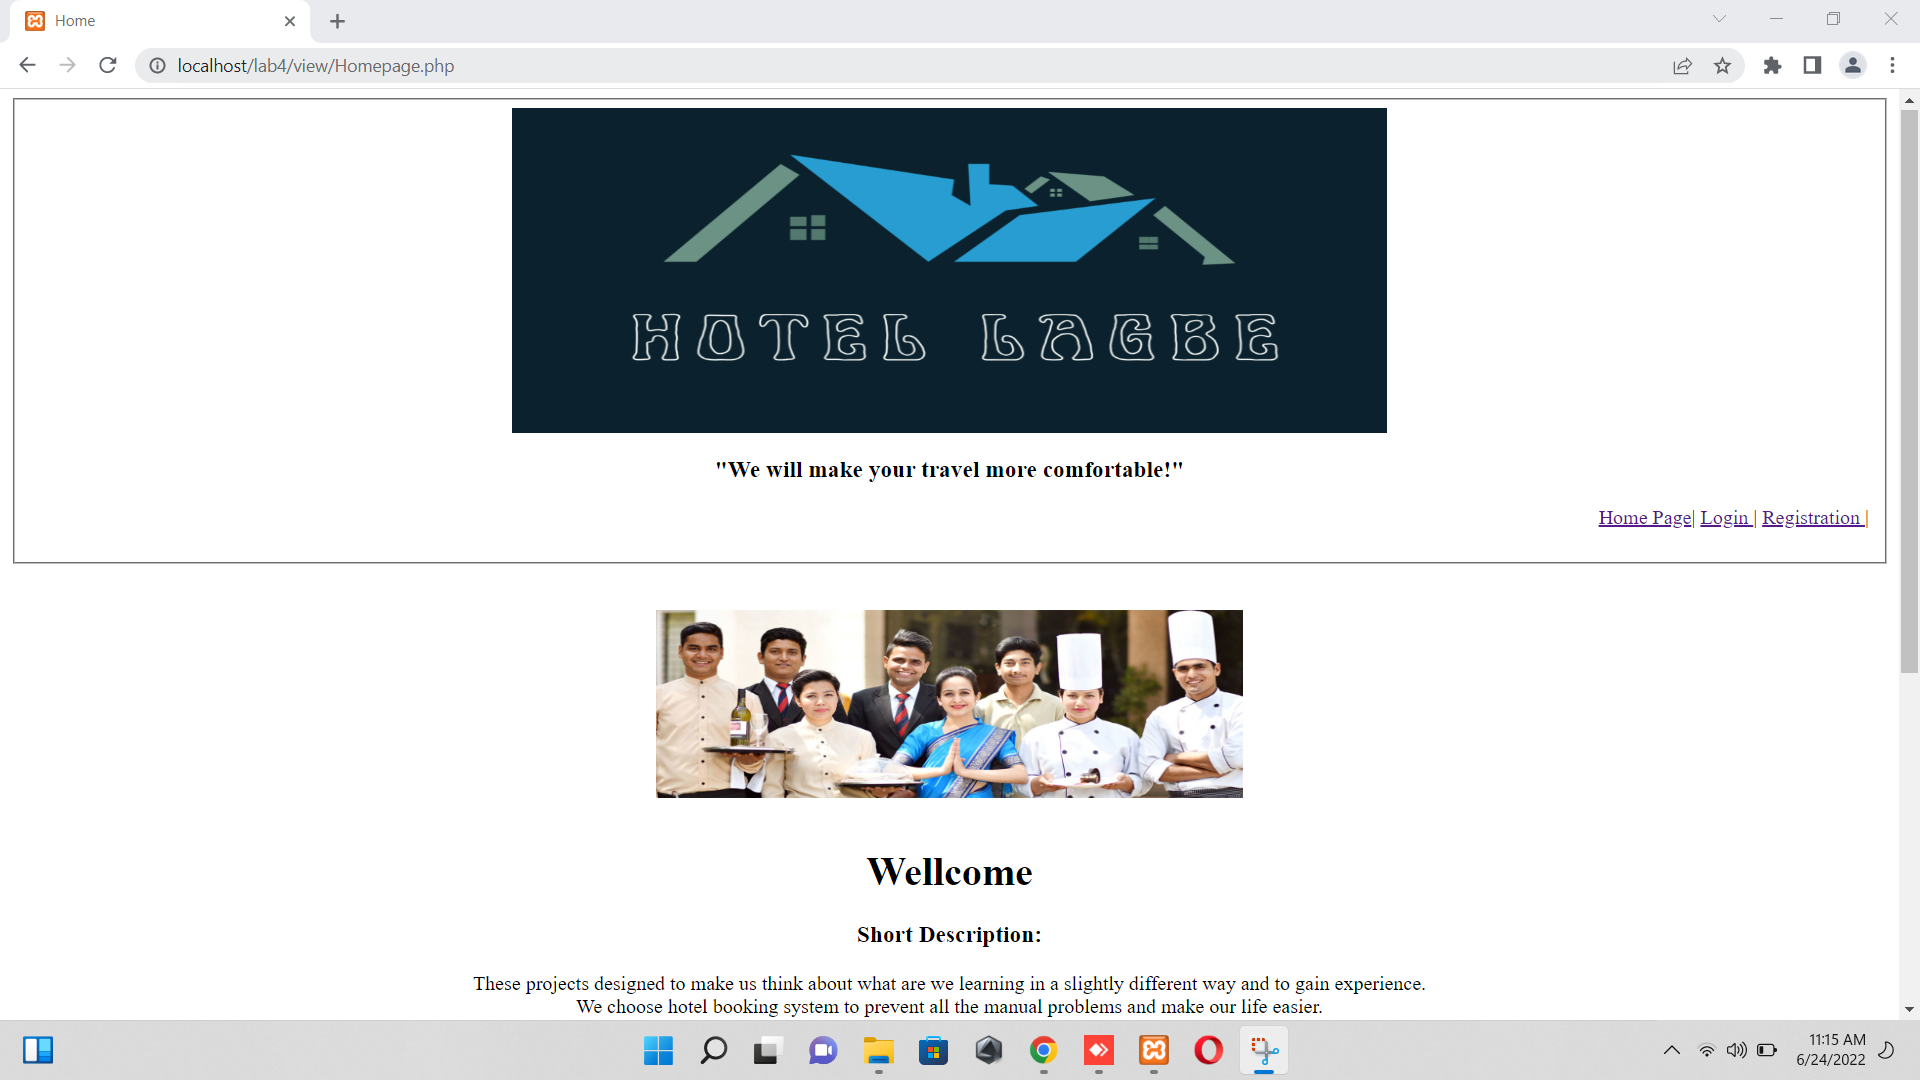 Home
localhost/lab4/view/Homepage.php
HOTEL LAGBE
"We will make your travel more comfortable!"
Home Page| Login | Registration |
Wellcome
Short Description:
These projects designed to make us think about what are we learning in a slightly different way and to gain experience.
We choose hotel booking system to prevent all the manual problems and make our life easier.
11:15 AM
6/24/2022